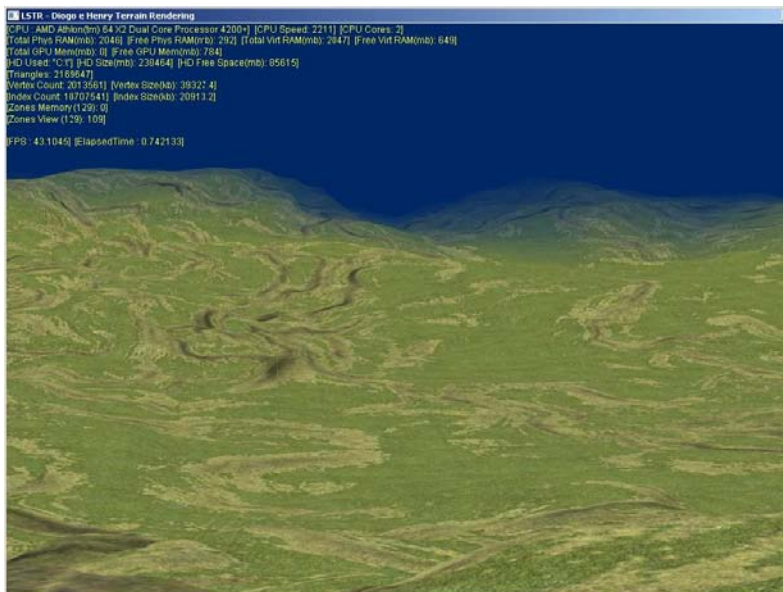 LSTR - Diogo e Henry Terrain Rendering
[CPU : AMD Athlon(tm) 64 X2 Dual Core Processor 4200+] [CPU Speed: 2211] [CPU Cores: 2]
[Total Phys RAM(mb): 2046] [Free Phys RAM(mb): 292] [Total Virt RAM(mb): 2047] [Free Virt RAM(mb): 649]
[Total GPU Mem(mb): 0] [Free GPU Mem(mb): 784]
[HD Used: "C:\"] [HD Size(mb): 238464] [HD Free Space(mb): 85615]
[Triangles: 2169647]
[Vertex Count: 2013561] [Vertex Size(kb): 39327.4]
[Index Count: 10707541] [Index Size(kb): 20913.2]
[Zones Memory (129): 0]
[Zones View (129): 109]
[FPS : 43.1045] [ElapsedTime : 0.742133]